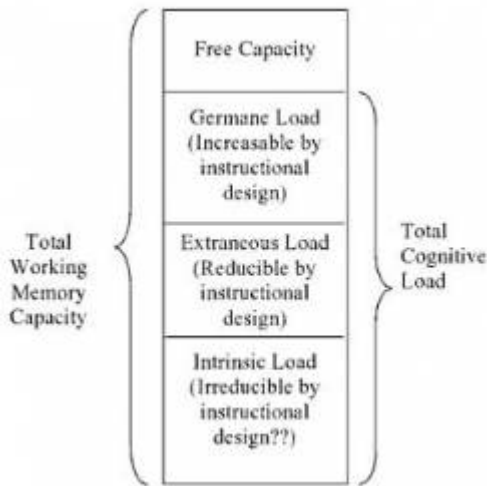 Free Capacity
Germane Load
(Increasable by
instructional
design)
Extraneous Load
(Reducible by
instructional
design)
Intrinsic Load
(Irreducible by
instructional
design??)
Total
Working
Memory
Capacity
Total
Cognitive
Load